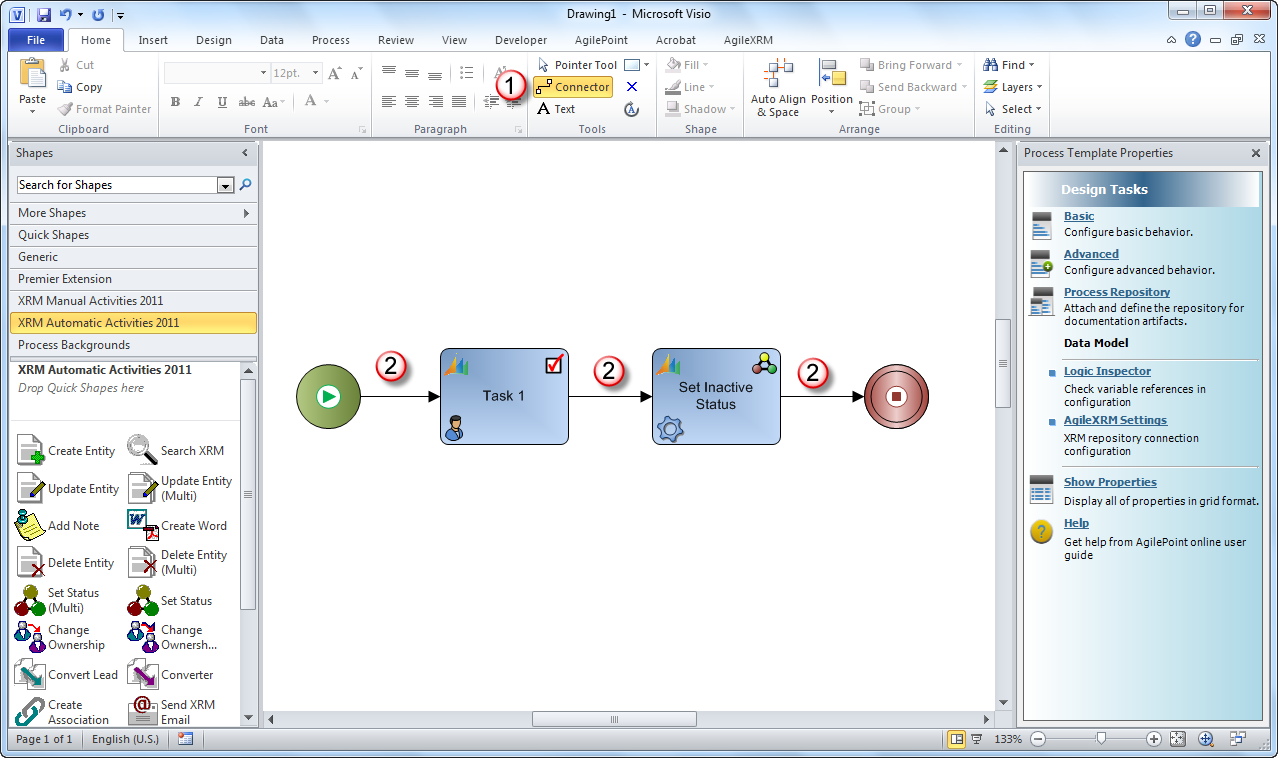 Drawing1 - Microsoft Visio
File Home Insert Design Data Process Review View Developer AgilePoint Acrobat AgileXRM
Paste
Cut
Copy
Format Painter
Clipboard
12pt.
B I U abc Aa A
Font
Paragraph
1
Pointer Tool
Connector
A Text
Tools
Fill
Line
Shadow
Shape
Auto Align
& Space
Position
Bring Forward
Send Backward
Group
Arrange
Find
Layers
Select
Editing
Shapes
Search for Shapes
More Shapes
Quick Shapes
Generic
Premier Extension
XRM Manual Activities 2011
XRM Automatic Activities 2011
Process Backgrounds
XRM Automatic Activities 2011
Drop Quick Shapes here
Create Entity
Search XRM
Update Entity
Update Entity
(Multi)
Add Note
Create Word
Delete Entity
Delete Entity
(Multi)
Set Status
(Multi)
Set Status
Change
Ownership
Change
Ownersh...
Convert Lead
Converter
Create
Association
Send XRM
Email
2
Task 1
2
Set Inactive
Status
2
Process Template Properties
Design Tasks
Basic
Configure basic behavior.
Advanced
Configure advanced behavior.
Process Repository
Attach and define the repository for
documentation artifacts.
Data Model
Logic Inspector
Check variable references in
configuration
AgileXRM Settings
XRM repository connection
configuration
Show Properties
Display all of properties in grid format.
Help
Get help from AgilePoint online user
guide
Page 1 of 1 English (U.S.) 133%